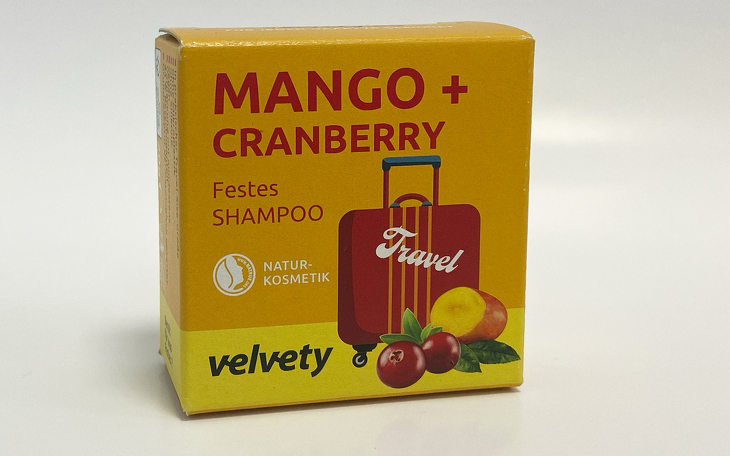 MANGO +
CRANBERRY
Festes
SHAMPOO
NATUR-
KOSMETIK
Travel
velvety